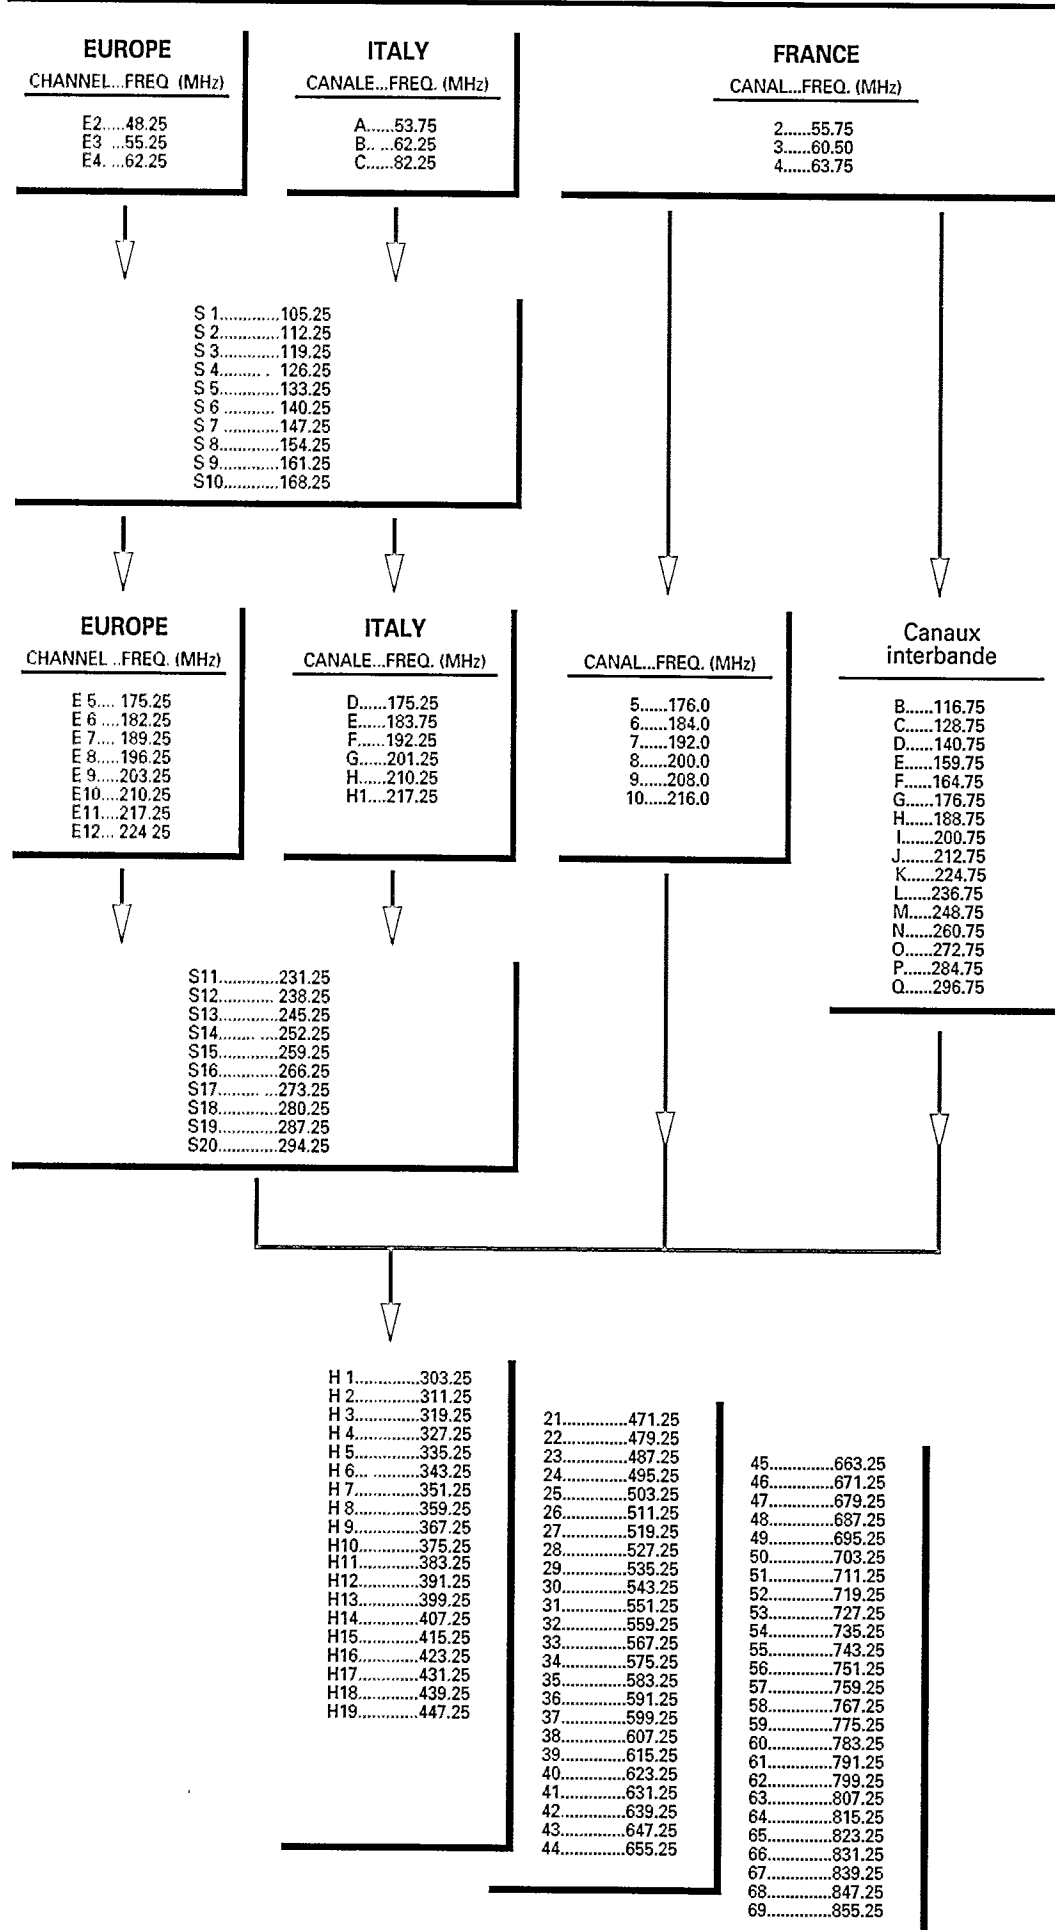 EUROPE
CHANNEL...FREQ (MHz)
E2.....48.25
E3 ...55.25
E4. ...62.25
ITALY
CANALE...FREQ. (MHz)
A......53.75
B.. ...62.25
C......82.25
FRANCE
CANAL...FREQ. (MHz)
2......55.75
3......60.50
4......63.75
S 1.............105.25
S 2.............112.25
S 3.............119.25
S 4......... . 126.25
S 5.............133.25
S 6 ........... 140.25
S 7 ............147.25
S 8.............154.25
S 9.............161.25
S10............168.25
EUROPE
CHANNEL ..FREQ. (MHz)
E 5.... 175.25
E 6 ....182.25
E 7.... 189.25
E 8....196.25
E 9.....203.25
E10....210.25
E11....217.25
E12... 224 25
ITALY
CANALE...FREQ. (MHz)
D......175.25
E......183.75
F......192.25
G......201.25
H......210.25
H1....217.25
CANAL...FREQ. (MHz)
5......176.0
6......184.0
7......192.0
8......200.0
9......208.0
10.....216.0
Canaux
interbande
B......116.75
C......128.75
D......140.75
E......159.75
F......164.75
G......176.75
H......188.75
I.......200.75
J.......212.75
K......224.75
L.......236.75
M.....248.75
N......260.75
O......272.75
P......284.75
Q......296.75
S11.............231.25
S12............ 238.25
S13.............245.25
S14........ ....252.25
S15.............259.25
S16.............266.25
S17......... ...273.25
S18.............280.25
S19.............287.25
S20.............294.25
H 1..............303.25
H 2..............311.25
H 3..............319.25
H 4..............327.25
H 5..............335.25
H 6... ..........343.25
H 7..............351.25
H 8..............359.25
H 9..............367.25
H10.............375.25
H11.............383.25
H12.............391.25
H13.............399.25
H14.............407.25
H15.............415.25
H16.............423.25
H17.............431.25
H18.............439.25
H19.............447.25
21..............471.25
22..............479.25
23..............487.25
24..............495.25
25..............503.25
26..............511.25
27..............519.25
28..............527.25
29..............535.25
30..............543.25
31..............551.25
32..............559.25
33..............567.25
34..............575.25
35..............583.25
36..............591.25
37..............599.25
38..............607.25
39..............615.25
40..............623.25
41..............631.25
42..............639.25
43..............647.25
44..............655.25
45..............663.25
46..............671.25
47..............679.25
48..............687.25
49..............695.25
50..............703.25
51..............711.25
52..............719.25
53..............727.25
54..............735.25
55..............743.25
56..............751.25
57..............759.25
58..............767.25
59..............775.25
60..............783.25
61..............791.25
62..............799.25
63..............807.25
64..............815.25
65..............823.25
66..............831.25
67..............839.25
68..............847.25
69..............855.25